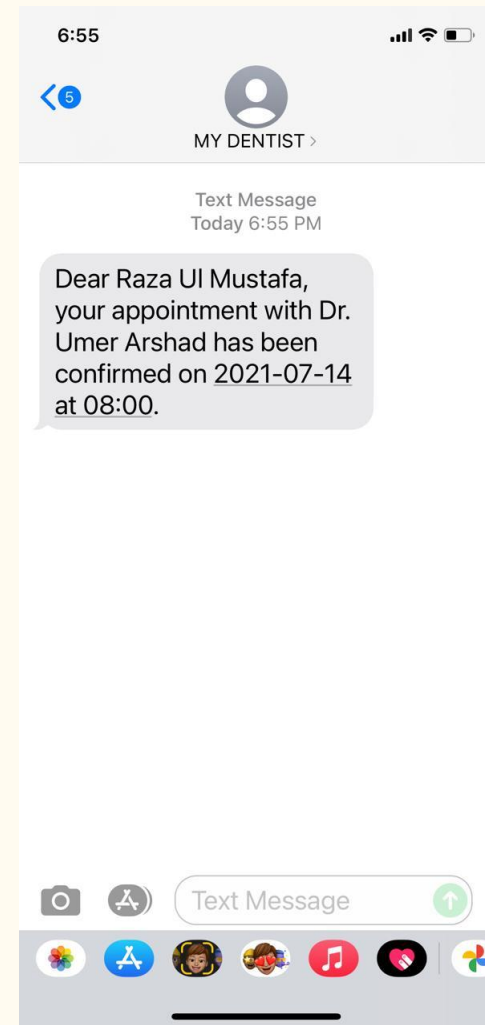 6:55
5
MY DENTIST
Text Message
Today 6:55 PM
Dear Raza Ul Mustafa,
your appointment with Dr.
Umer Arshad has been
confirmed on 2021-07-14
at 08:00.
Text Message